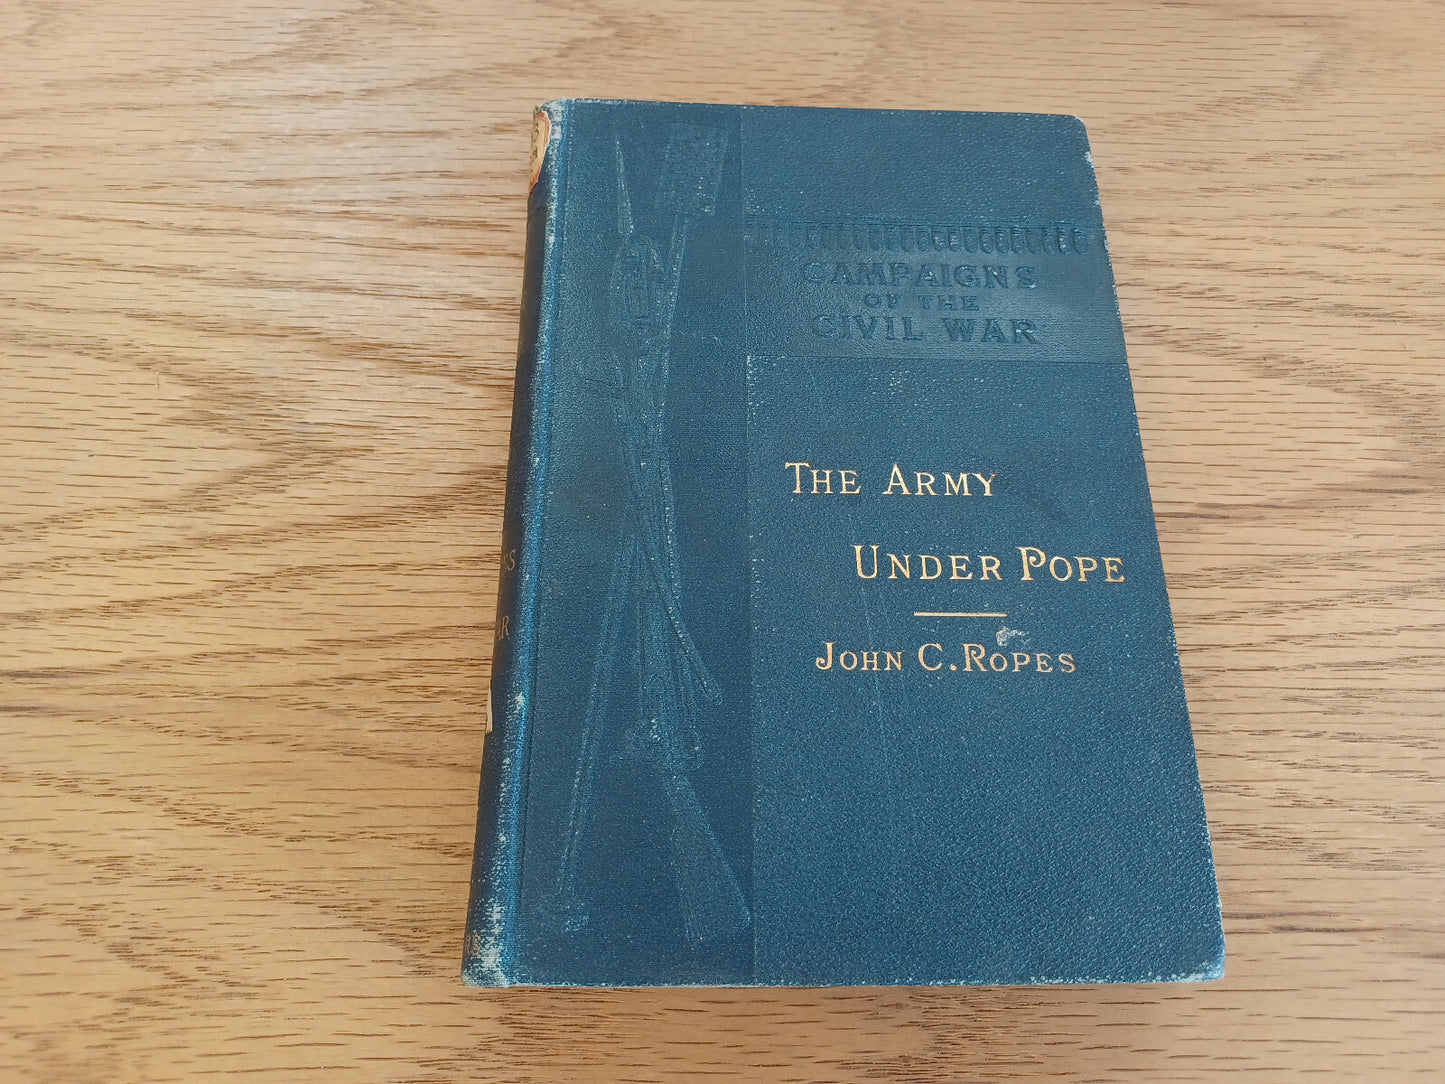 CAMPAIGNS
OF THE
CIVIL WAR
THE ARMY
UNDER POPE
JOHN C. ROPES